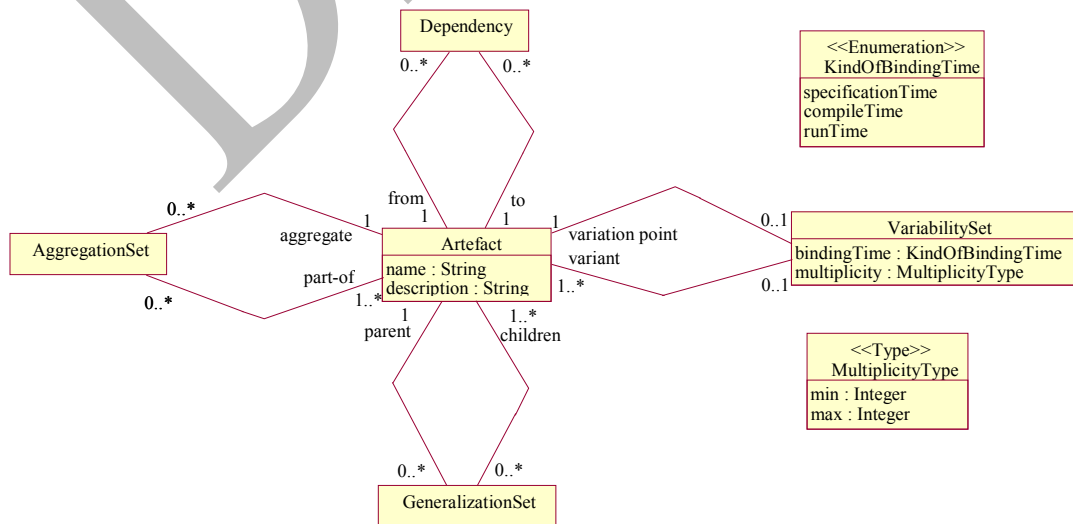 Dependency
0..*
0..*
<<Enumeration>>
KindOfBindingTime
specificationTime
compileTime
runTime
from
to
1
1
0..*
1
aggregate
AggregationSet
part-of
0..*
1..*
Artefact
name : String
description : String
1
variation point
variant
1..*
0..1
0..1
VariabilitySet
bindingTime : KindOfBindingTime
multiplicity : MultiplicityType
1
parent
1..*
children
<<Type>>
MultiplicityType
min : Integer
max : Integer
0..*
0..*
GeneralizationSet